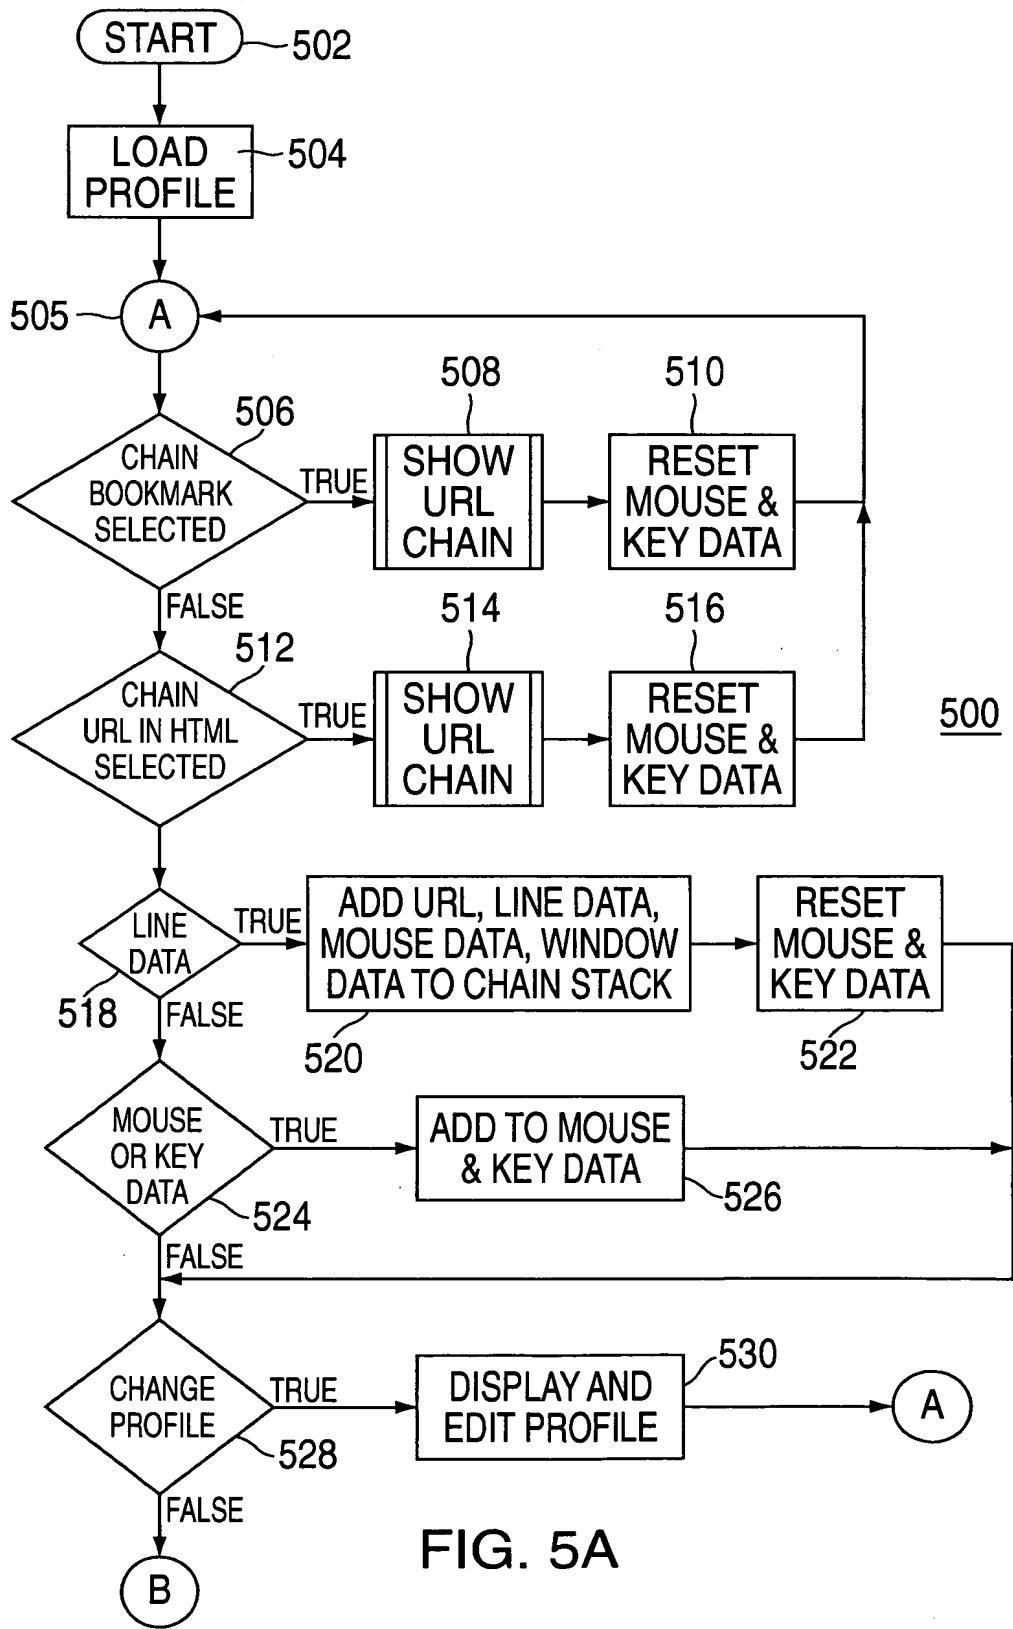 START
502
LOAD
PROFILE
504
505
A
506
CHAIN
BOOKMARK
SELECTED
TRUE
508
SHOW
URL
CHAIN
510
RESET
MOUSE &
KEY DATA
FALSE
512
CHAIN
URL IN HTML
SELECTED
TRUE
514
SHOW
URL
CHAIN
516
RESET
MOUSE &
KEY DATA
500
LINE
DATA
518
TRUE
ADD URL, LINE DATA,
MOUSE DATA, WINDOW
DATA TO CHAIN STACK
520
RESET
MOUSE &
KEY DATA
522
FALSE
MOUSE
OR KEY
DATA
524
TRUE
ADD TO MOUSE
& KEY DATA
526
FALSE
CHANGE
PROFILE
528
TRUE
DISPLAY AND
EDIT PROFILE
530
A
FALSE
B
FIG. 5A